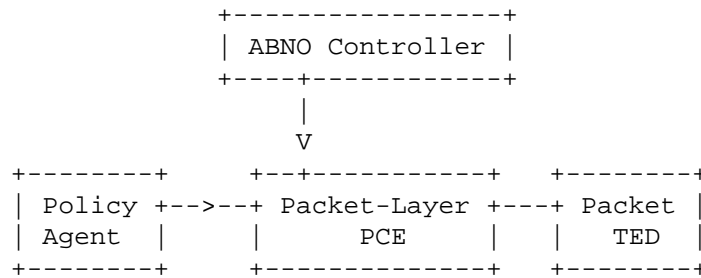 ABNO Controller
Policy Packet-Layer Packet
Agent PCE TED